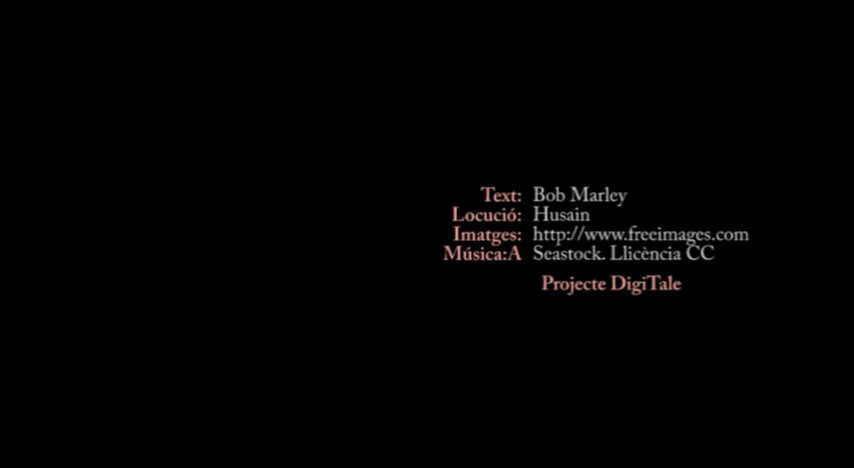 Text: Bob Marley
Locució: Husain
Imatges: http://www.freeimages.com
Música:A Seastock. Llicència CC
Projecte DigiTale